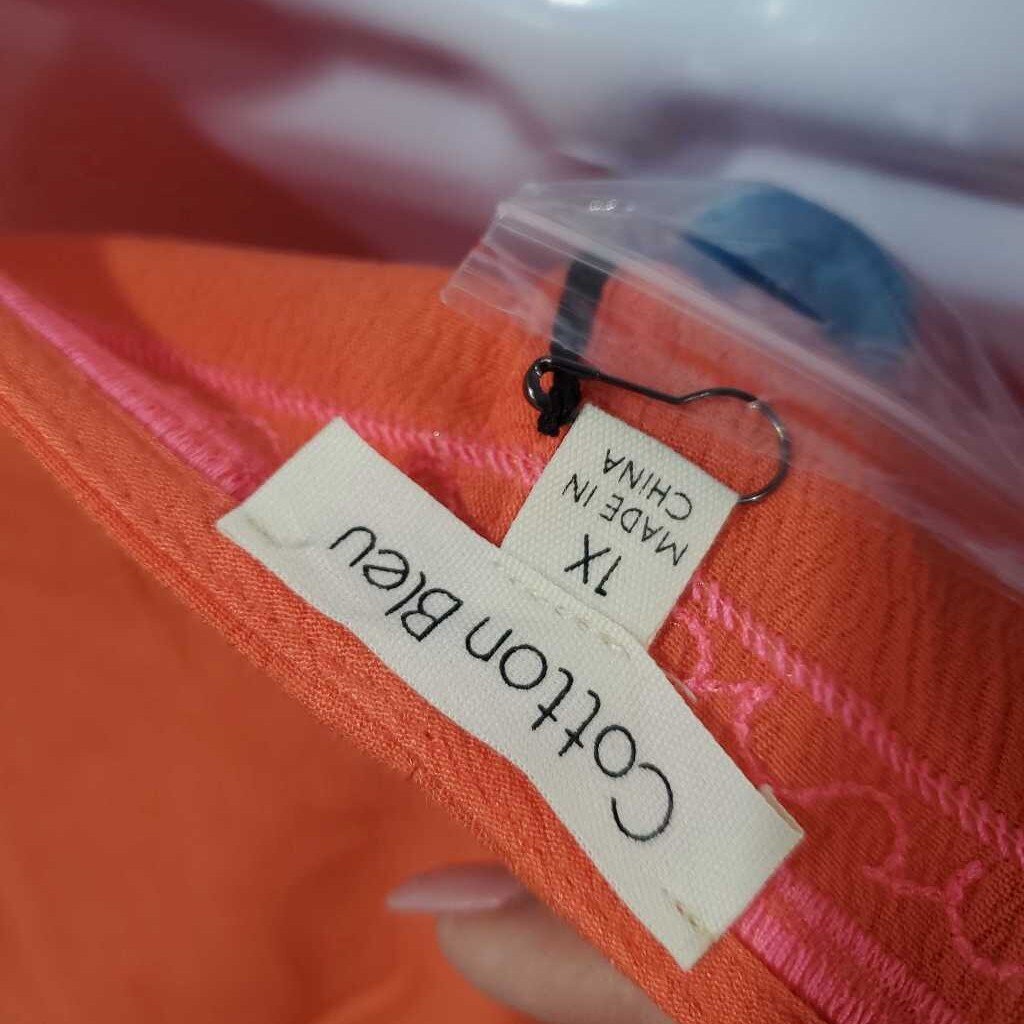 Cotton Bleu
1X
MADE IN
CHINA